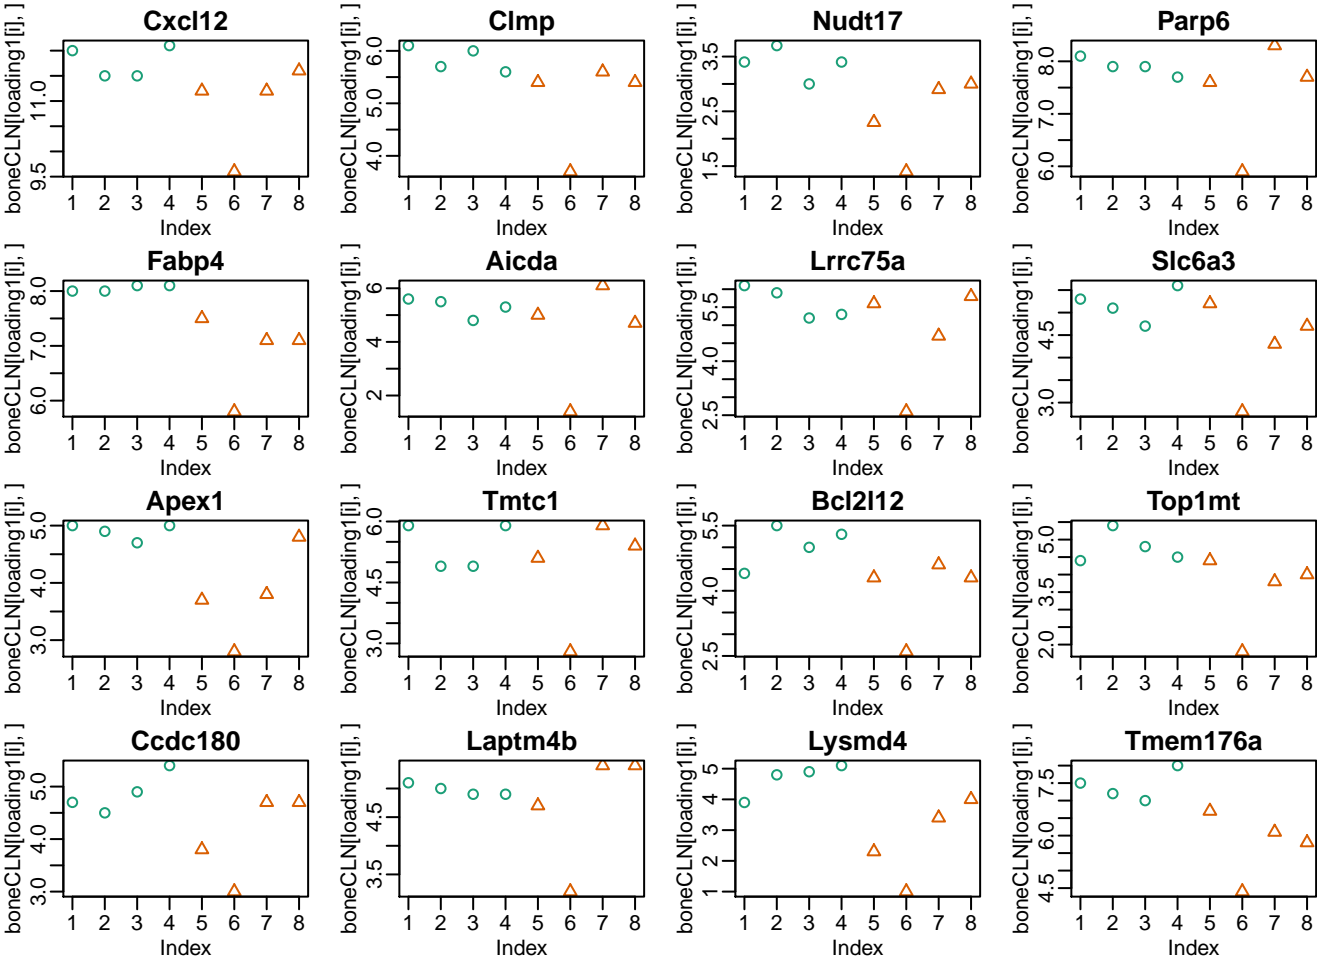 Cxcl12
boneCLN[loading1[i], ]
9.5 11.0
1 2 3 4 5 6 7 8
Index
Clmp
boneCLN[loading1[i], ]
4.0 5.0 6.0
1 2 3 4 5 6 7 8
Index
Nudt17
boneCLN[loading1[i], ]
1.5 2.5 3.5
1 2 3 4 5 6 7 8
Index
Parp6
boneCLN[loading1[i], ]
6.0 7.0 8.0
1 2 3 4 5 6 7 8
Index
Fabp4
boneCLN[loading1[i], ]
6.0 7.0 8.0
1 2 3 4 5 6 7 8
Index
Aicda
boneCLN[loading1[i], ]
2 4 6
1 2 3 4 5 6 7 8
Index
Lrrc75a
boneCLN[loading1[i], ]
2.5 4.0 5.5
1 2 3 4 5 6 7 8
Index
Slc6a3
boneCLN[loading1[i], ]
3.0 4.5
1 2 3 4 5 6 7 8
Index
Apex1
boneCLN[loading1[i], ]
3.0 4.0 5.0
1 2 3 4 5 6 7 8
Index
Tmtc1
boneCLN[loading1[i], ]
3.0 4.5 6.0
1 2 3 4 5 6 7 8
Index
Bcl2l12
boneCLN[loading1[i], ]
2.5 4.0 5.5
1 2 3 4 5 6 7 8
Index
Top1mt
boneCLN[loading1[i], ]
2.0 3.5 5.0
1 2 3 4 5 6 7 8
Index
Ccdc180
boneCLN[loading1[i], ]
3.0 4.0 5.0
1 2 3 4 5 6 7 8
Index
Laptm4b
boneCLN[loading1[i], ]
3.5 4.5
1 2 3 4 5 6 7 8
Index
Lysmd4
boneCLN[loading1[i], ]
1 2 3 4 5
1 2 3 4 5 6 7 8
Index
Tmem176a
boneCLN[loading1[i], ]
4.5 6.0 7.5
1 2 3 4 5 6 7 8
Index